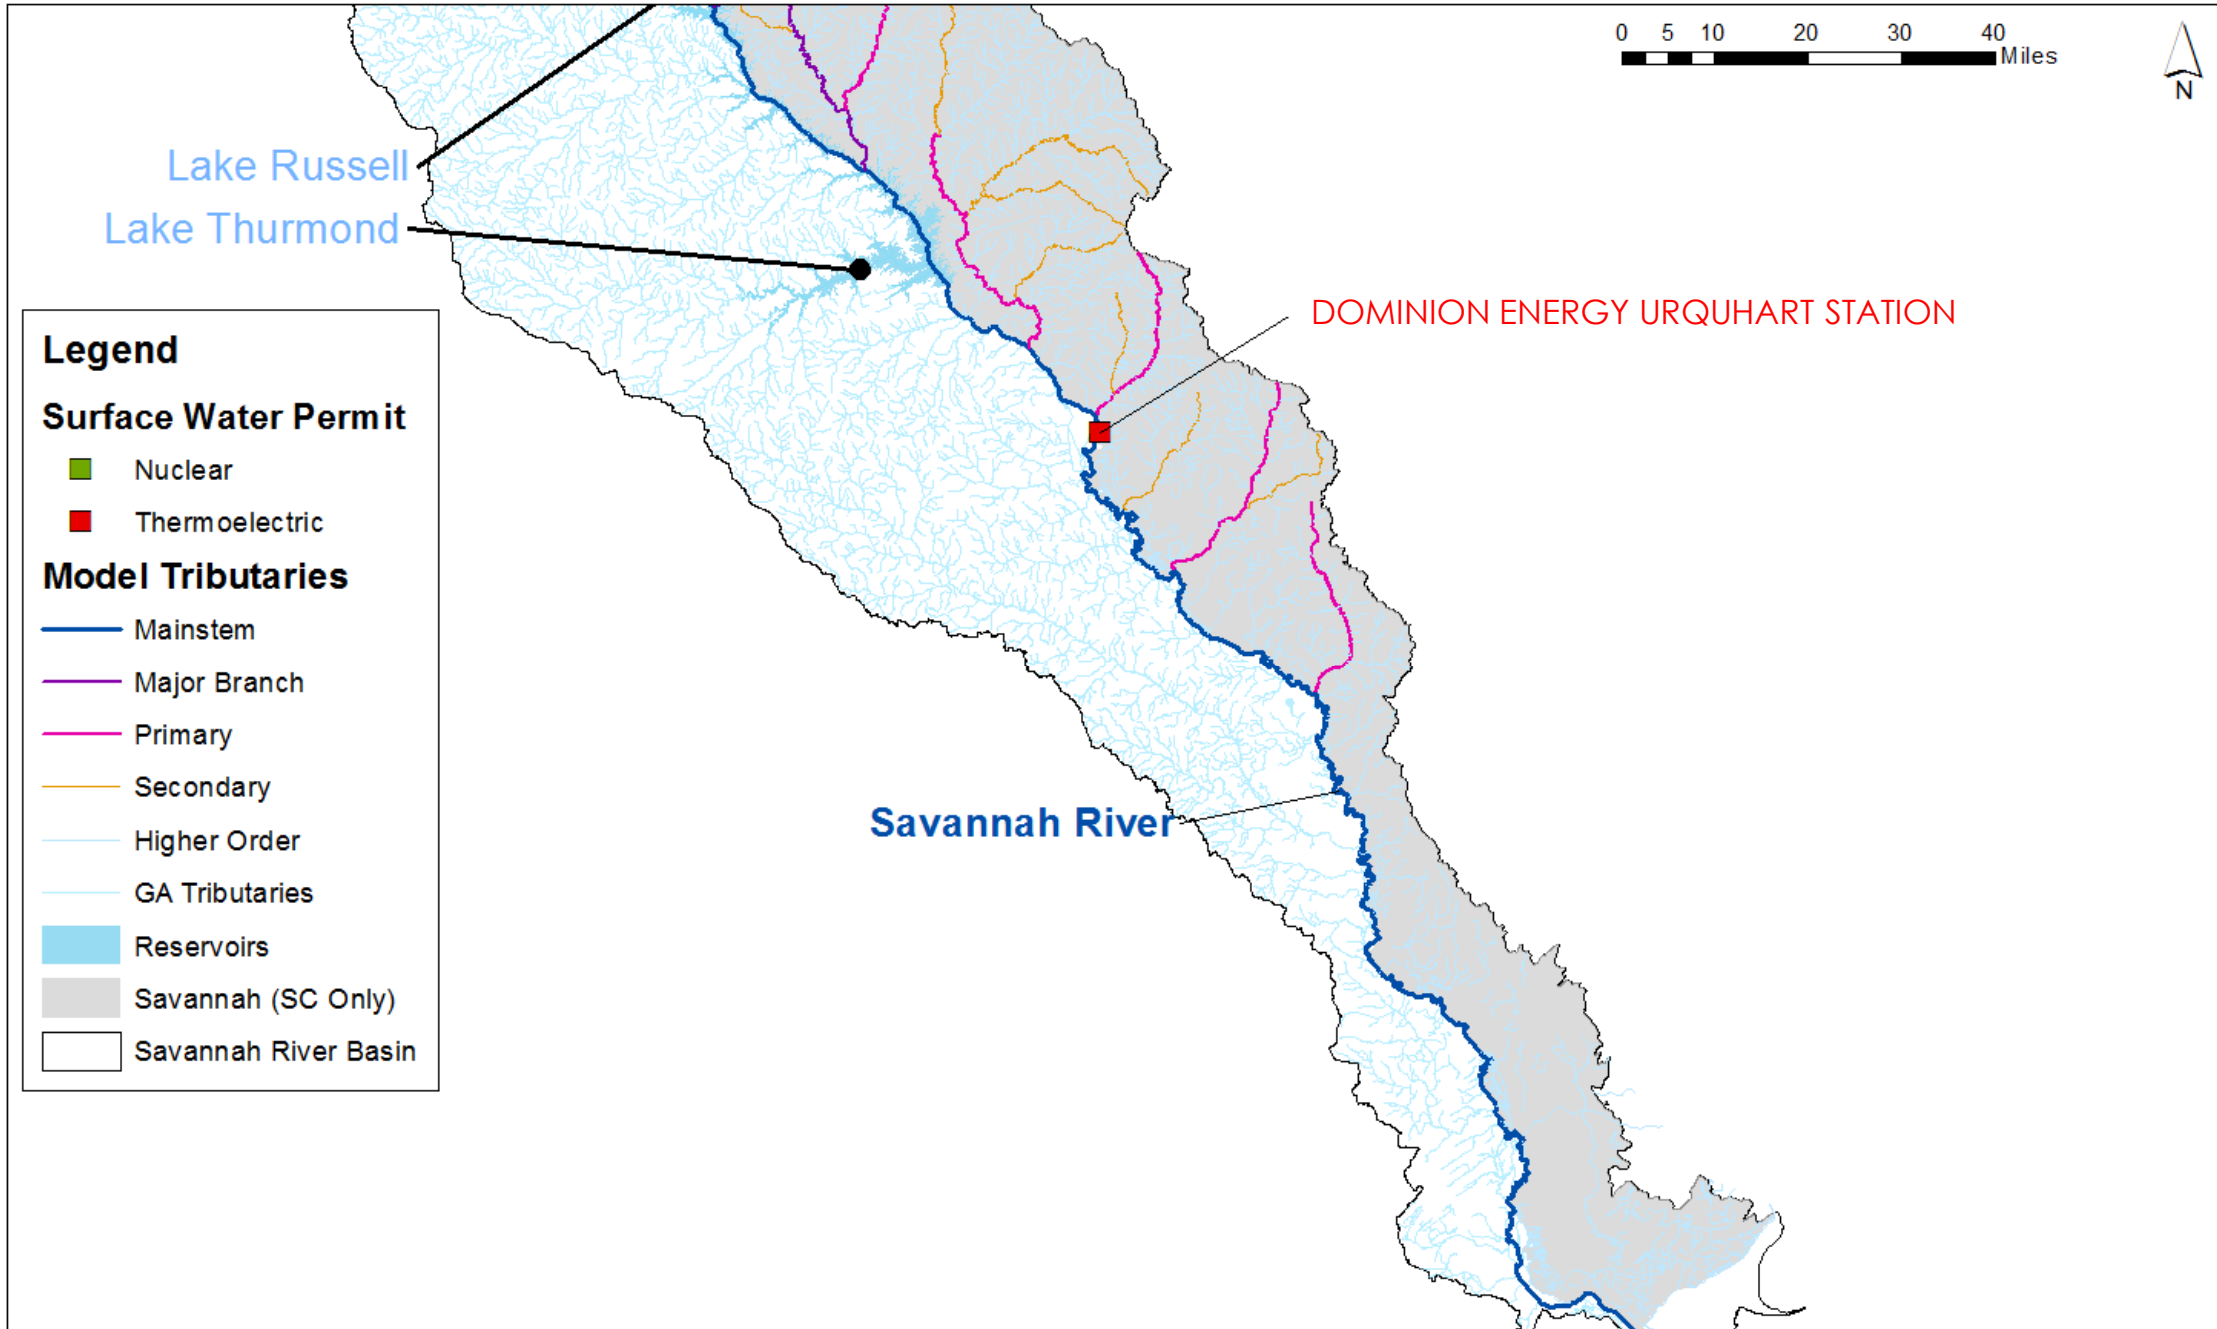 0 5 10 20 30 40
Miles
N
Lake Russell
Lake Thurmond
DOMINION ENERGY URQUHART STATION
Legend
Surface Water Permit
Nuclear
Thermoelectric
Model Tributaries
Mainstem
Major Branch
Primary
Secondary
Higher Order
GA Tributaries
Reservoirs
Savannah (SC Only)
Savannah River Basin
Savannah River